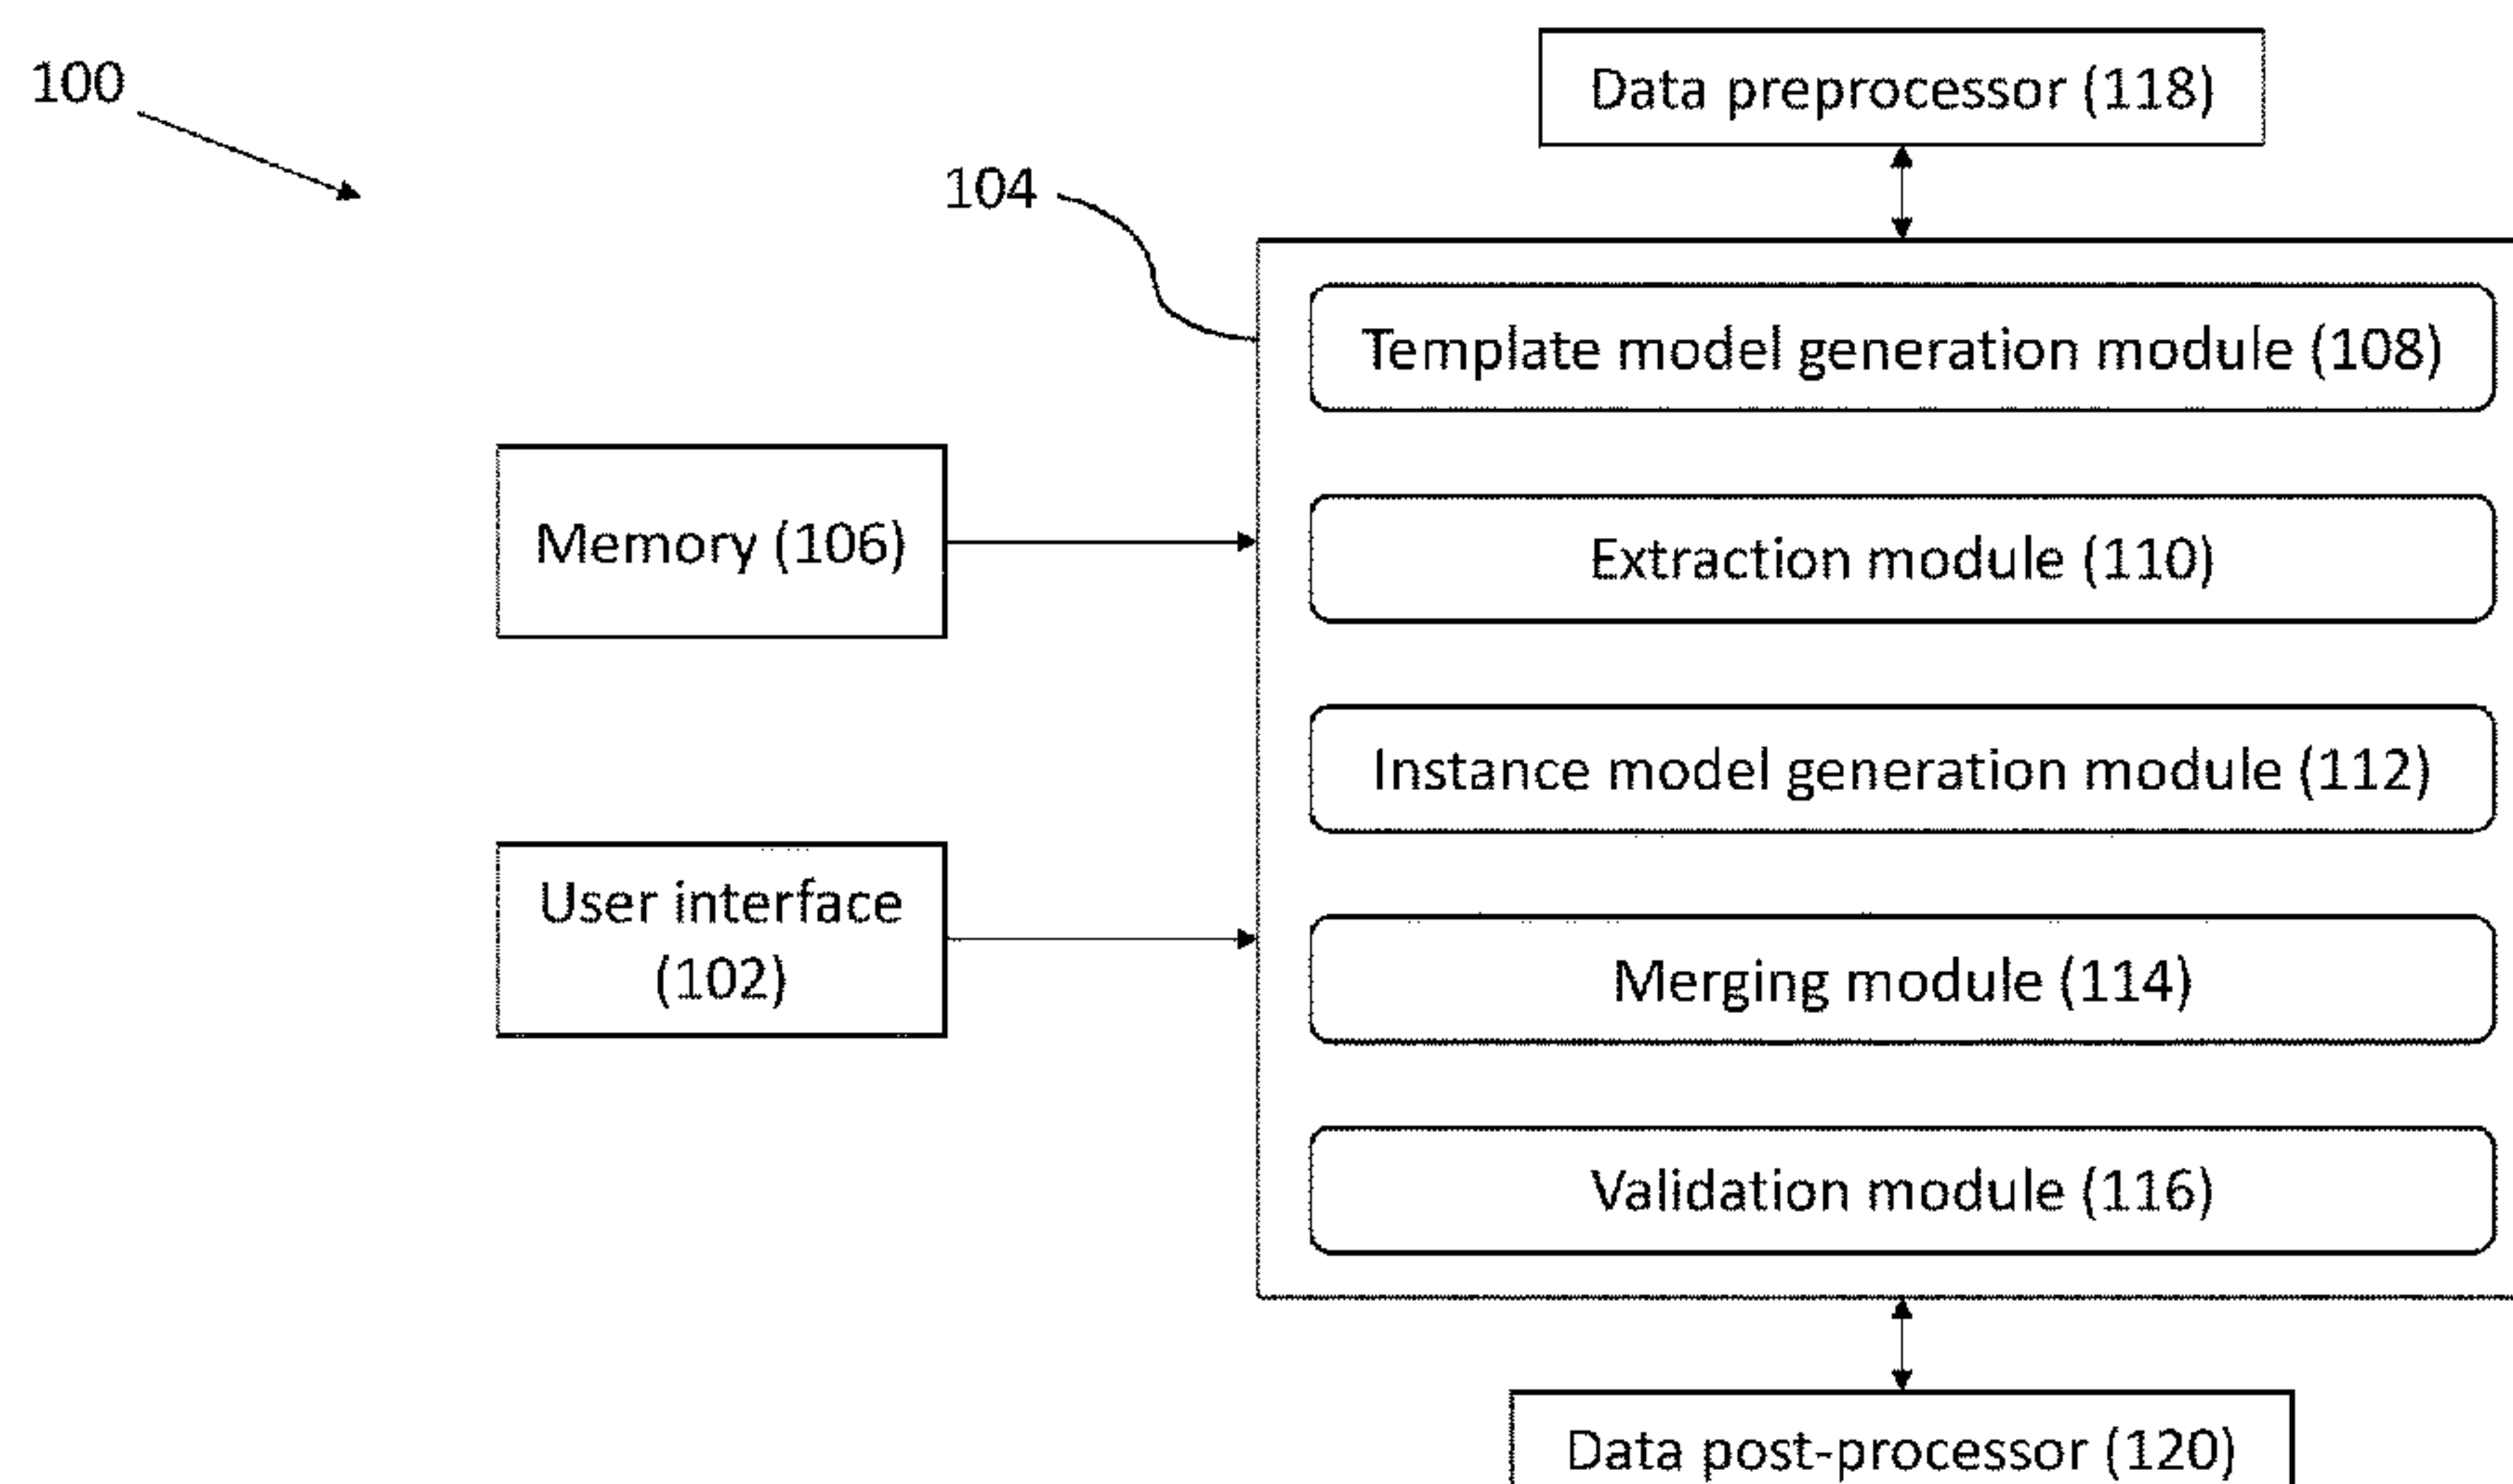 100
Data preprocessor (118)
104
Template model generation module (108)
Memory (106)
Extraction module (110)
Instance model generation module (112)
User interface
(102)
Merging module (114)
Validation module (116)
Data post-processor (120)